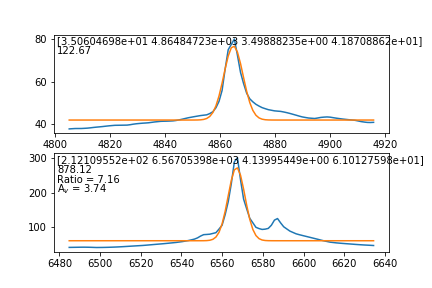 [3.50604698e+01 4.86484723e+03 3.49888235e+00 4.18708862e+01]
122.67
80
60
40
4800 4820 4840 4860 4880 4900 4920
[2.12109552e+02 6.56705398e+03 4.13995449e+00 6.10127598e+01]
878.12
Ratio = 7.16
Aᵥ = 3.74
300
200
100
6480 6500 6520 6540 6560 6580 6600 6620 6640